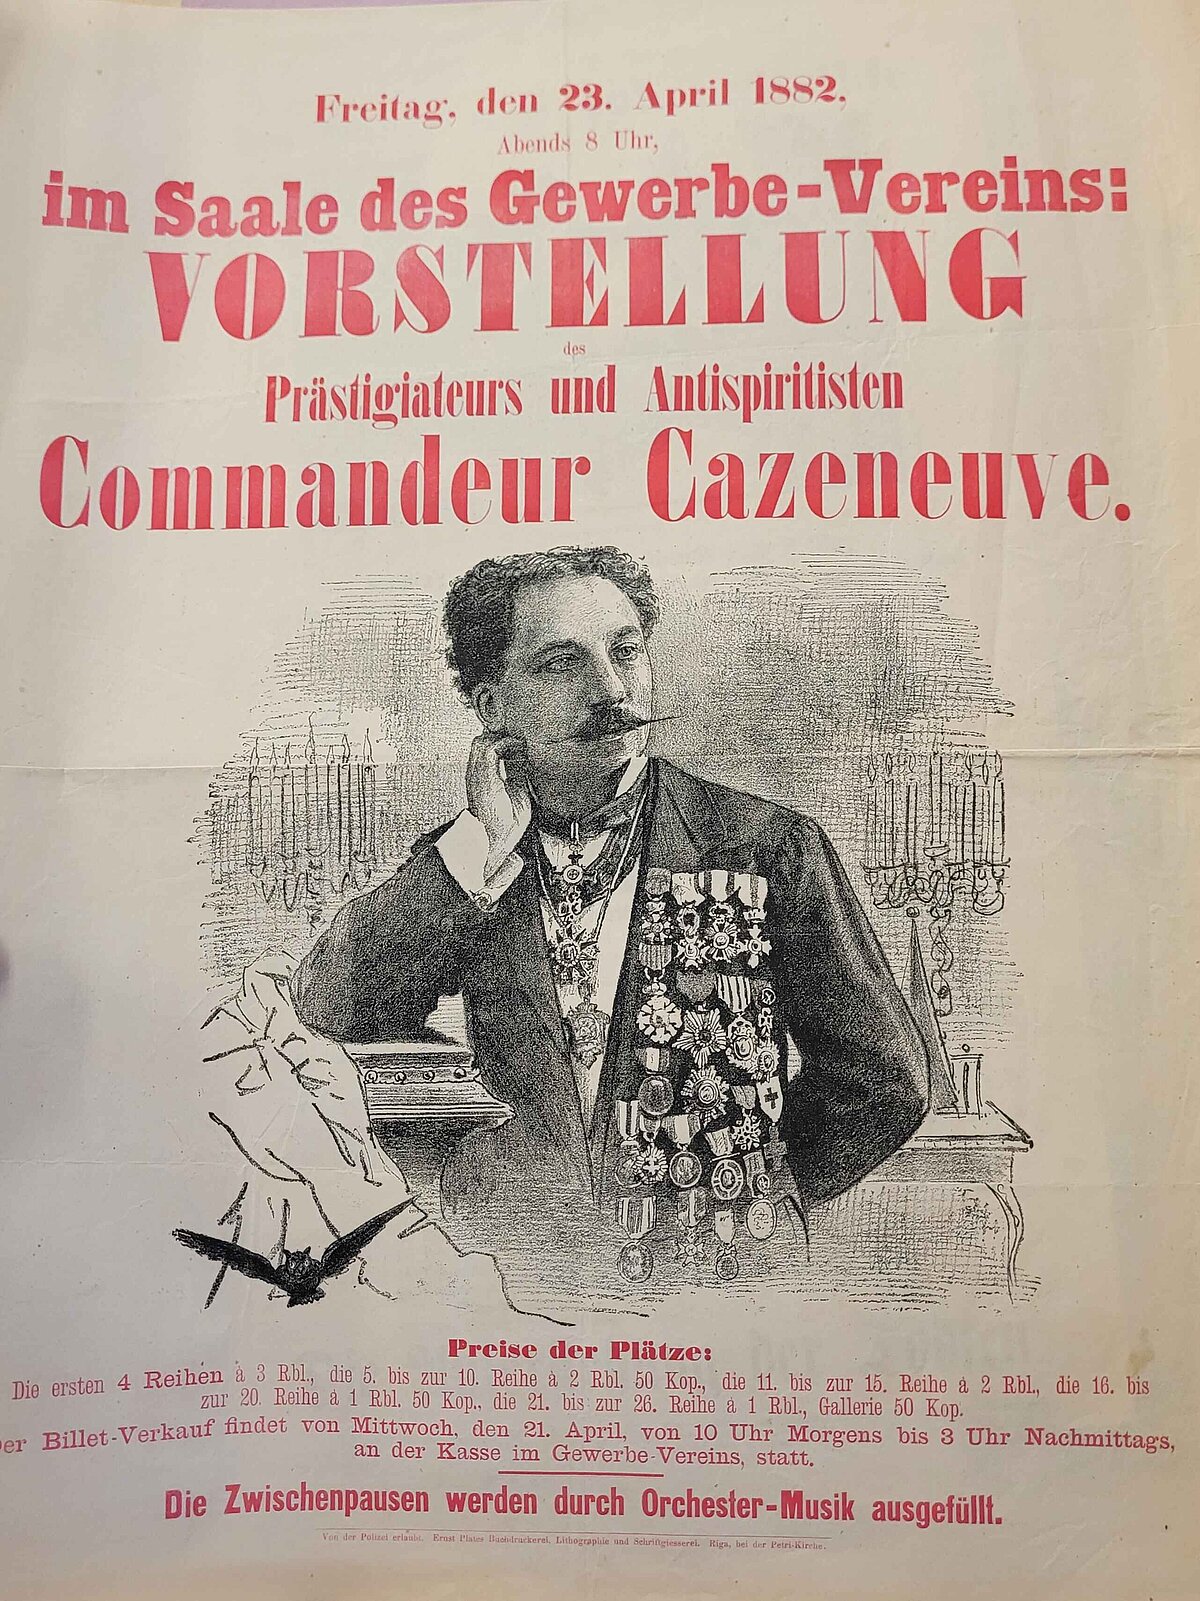 Freitag, den 23. April 1882,
Abends 8 Uhr,
im Saale des Gewerbe-Vereins:
VORSTELLUNG
des
Prästigiateurs und Antispiritisten
Commandeur Cazeneuve.
Preise der Plätze:
Die ersten 4 Reihen à 3 Rbl., die 5. bis zur 10. Reihe à 2 Rbl. 50 Kop., die 11. bis zur 15. Reihe à 2 Rbl., die 16. bis
zur 20. Reihe à 1 Rbl. 50 Kop., die 21. bis zur 26. Reihe à 1 Rbl., Gallerie 50 Kop.
er Billet-Verkauf findet von Mittwoch, den 21. April, von 10 Uhr Morgens bis 3 Uhr Nachmittags,
an der Kasse im Gewerbe-Vereins, statt.
Die Zwischenpausen werden durch Orchester-Musik ausgefüllt.
Von der Polizei erlaubt. Ernst Plates Buchdruckerei, Lithographie und Schriftgiesserei. Riga, bei der Petri-Kirche.